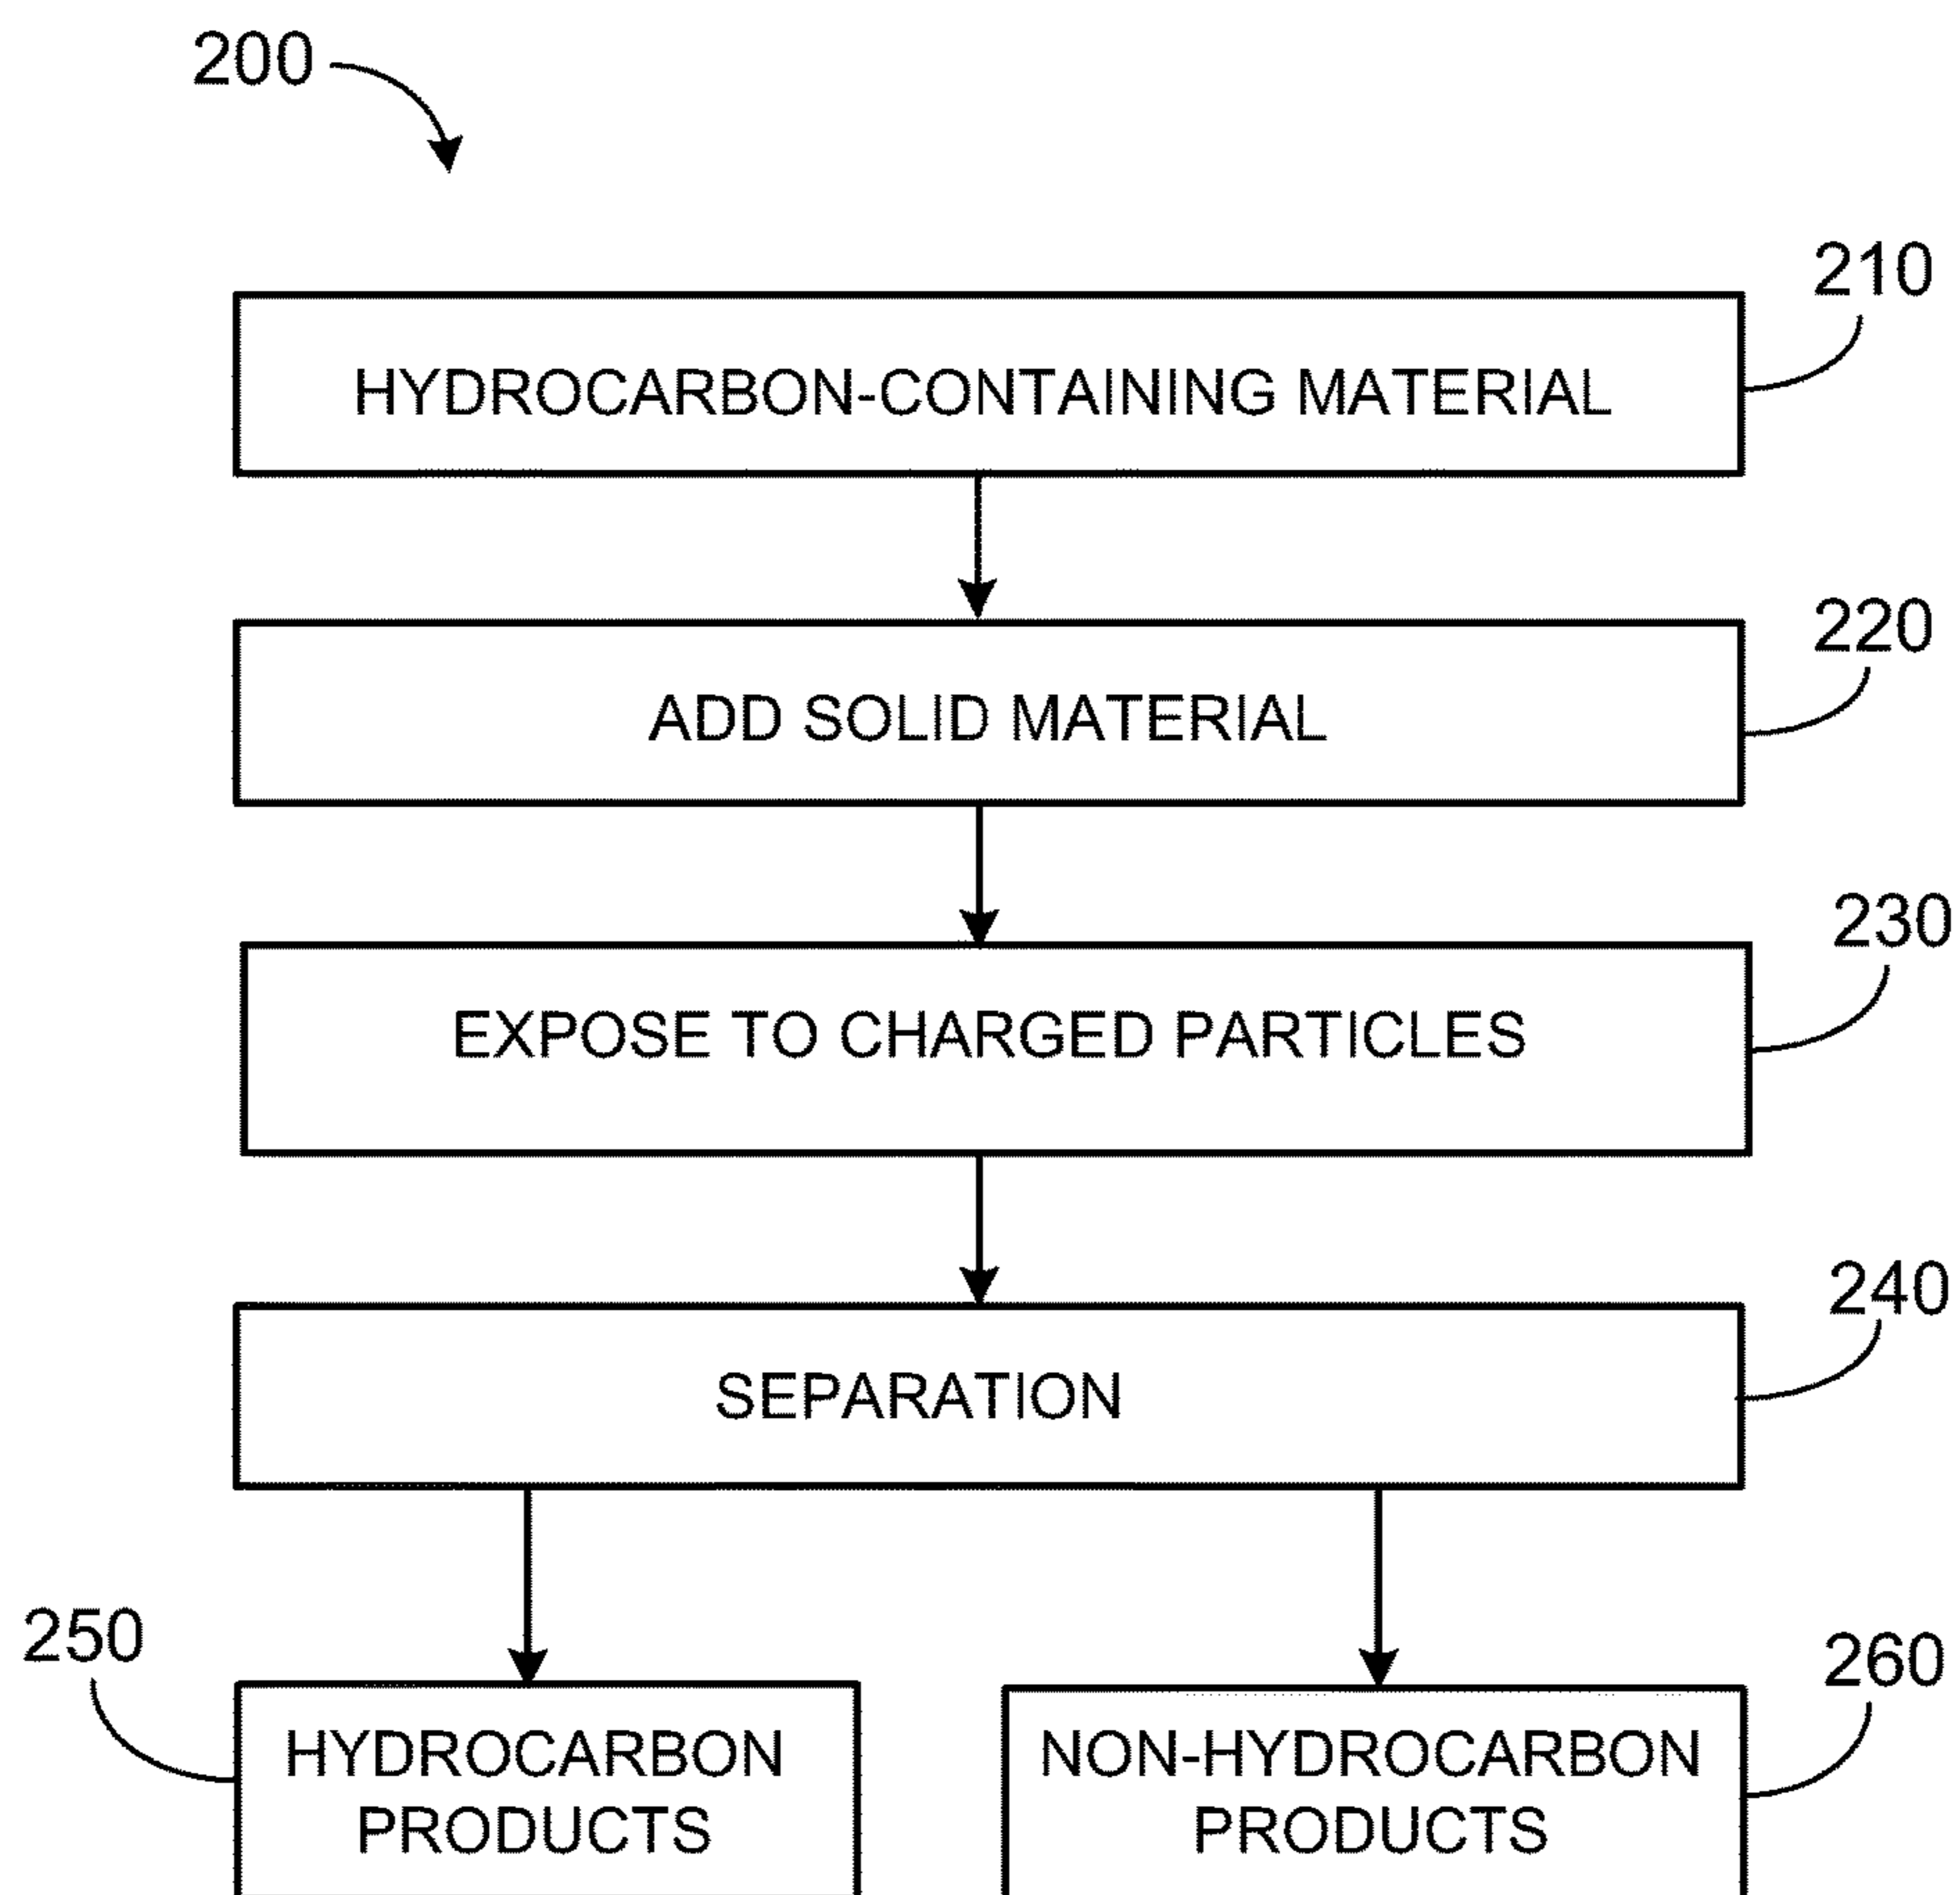 200
210
HYDROCARBON-CONTAINING MATERIAL
220
ADD SOLID MATERIAL
230
EXPOSE TO CHARGED PARTICLES
240
SEPARATION
250
260
HYDROCARBON
PRODUCTS
NON-HYDROCARBON
PRODUCTS